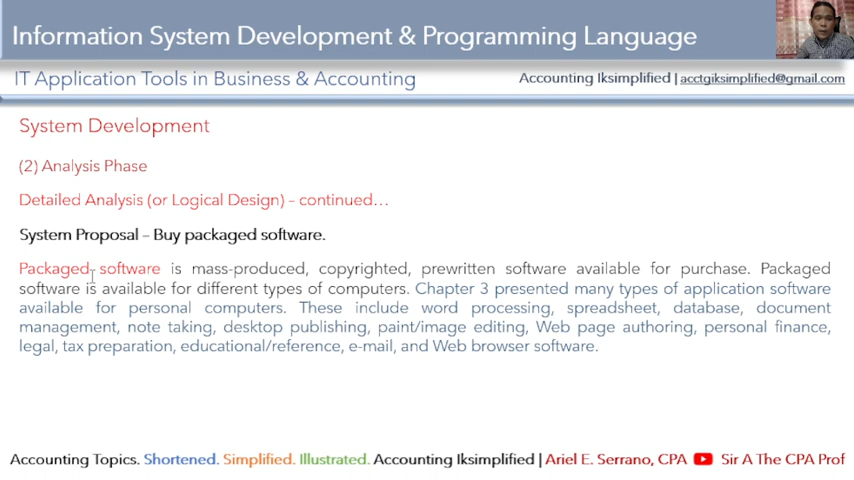 Information System Development & Programming Language
IT Application Tools in Business & Accounting
Accounting Iksimplified | acctgiksimplified@gmail.com
System Development
(2) Analysis Phase
Detailed Analysis (or Logical Design) – continued…
System Proposal – Buy packaged software.
Packaged software is mass-produced, copyrighted, prewritten software available for purchase. Packaged
software is available for different types of computers. Chapter 3 presented many types of application software
available for personal computers. These include word processing, spreadsheet, database, document
management, note taking, desktop publishing, paint/image editing, Web page authoring, personal finance,
legal, tax preparation, educational/reference, e-mail, and Web browser software.
Accounting Topics. Shortened. Simplified. Illustrated. Accounting Iksimplified | Ariel E. Serrano, CPA Sir A The CPA Prof